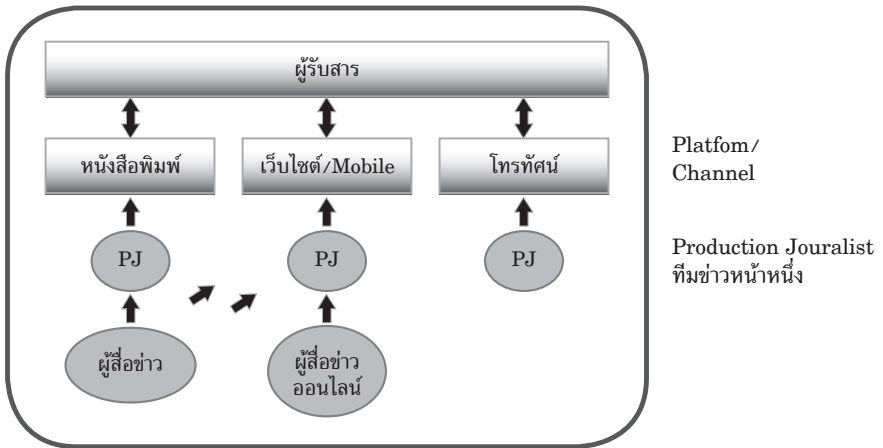 ผู้รับสาร
หนังสือพิมพ์
เว็บไซต์/Mobile
โทรทัศน์
Platfom/
Channel
PJ
PJ
PJ
Production Jouralist
ทีมข่าวหน้าหนึ่ง
ผู้สื่อข่าว
ผู้สื่อข่าว
ออนไลน์